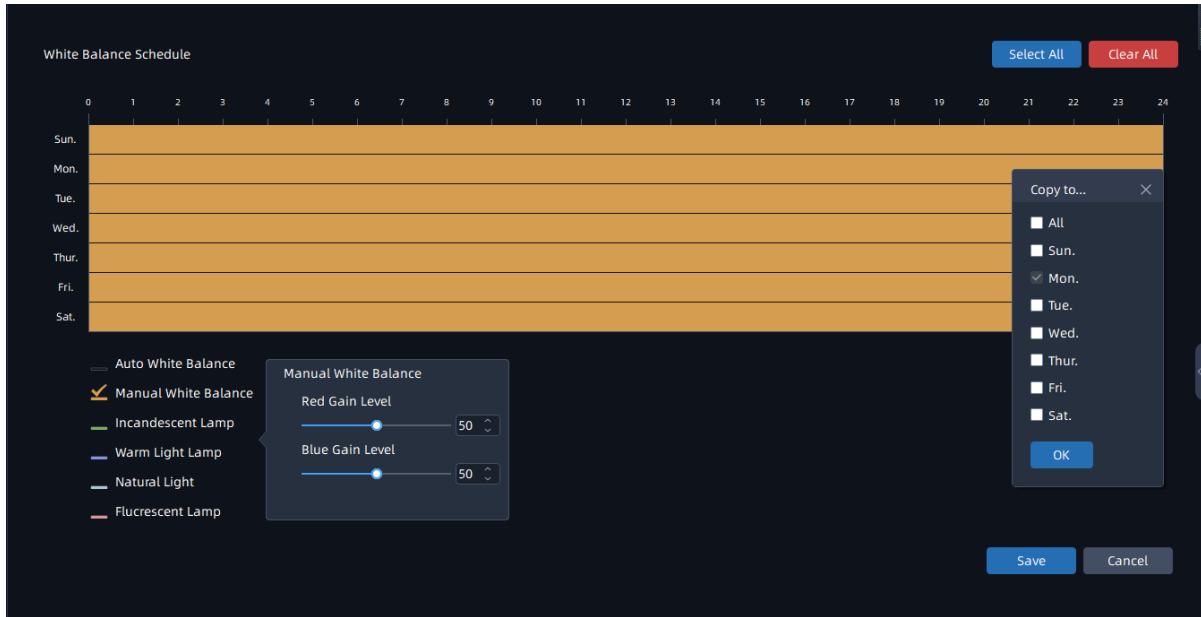 White Balance Schedule
Select All
Clear All
0 1 2 3 4 5 6 7 8 9 10 11 12 13 14 15 16 17 18 19 20 21 22 23 24
Sun.
Mon.
Tue.
Wed.
Thur.
Fri.
Sat.
Copy to...
All
Sun.
Mon.
Tue.
Wed.
Thur.
Fri.
Sat.
OK
Auto White Balance
Manual White Balance
Incandescent Lamp
Warm Light Lamp
Natural Light
Flucrescent Lamp
Manual White Balance
Red Gain Level
50
Blue Gain Level
50
Save
Cancel